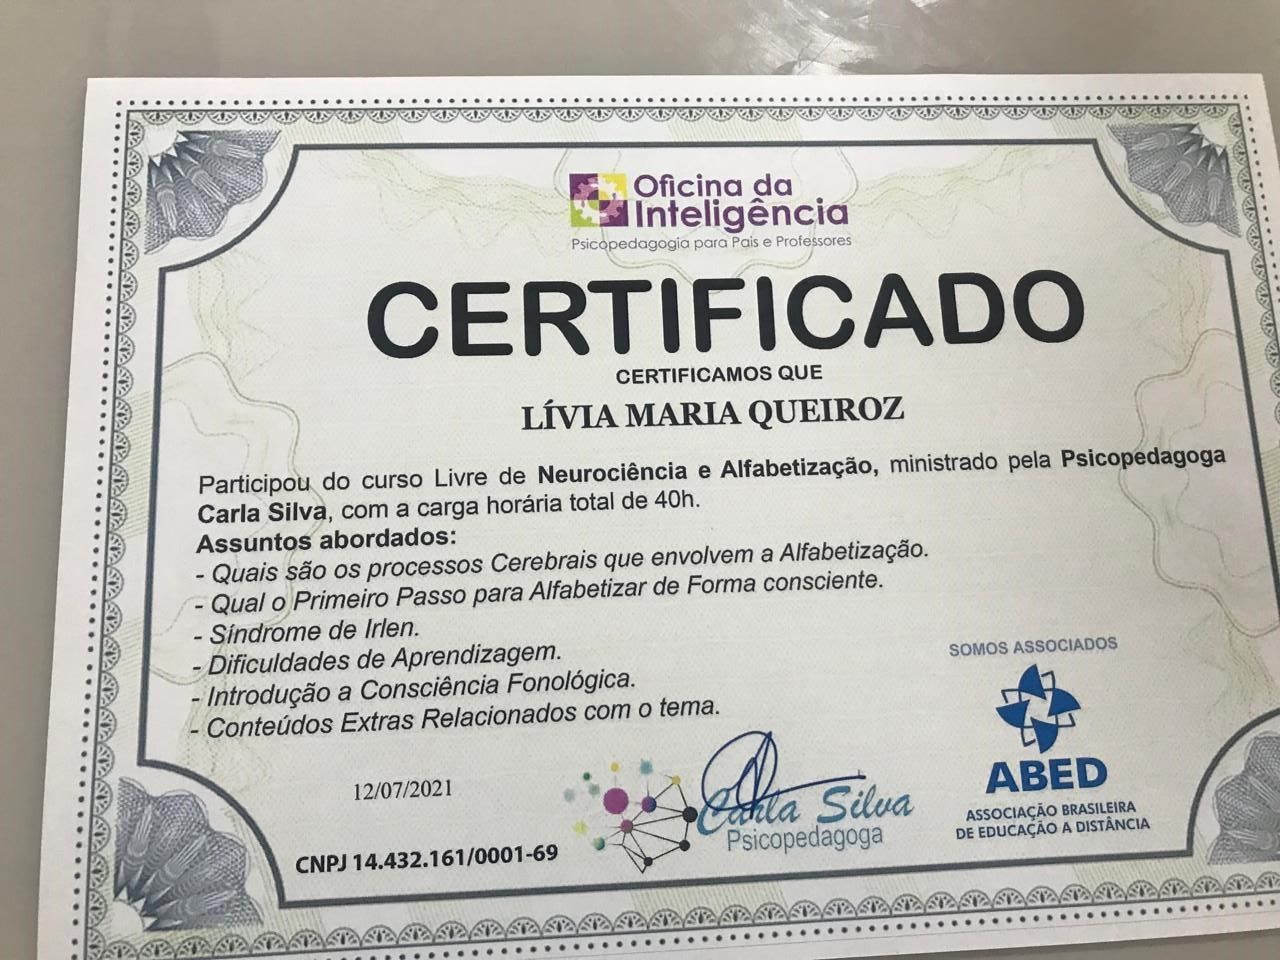 Oficina da
Inteligência
Psicopedagogia para Pais e Professores
CERTIFICADO
CERTIFICAMOS QUE
LÍVIA MARIA QUEIROZ
Participou do curso Livre de Neurociência e Alfabetização, ministrado pela Psicopedagoga
Carla Silva, com a carga horária total de 40h.
Assuntos abordados:
- Quais são os processos Cerebrais que envolvem a Alfabetização.
- Qual o Primeiro Passo para Alfabetizar de Forma consciente.
- Síndrome de Irlen.
- Dificuldades de Aprendizagem.
- Introdução a Consciência Fonológica.
- Conteúdos Extras Relacionados com o tema.
SOMOS ASSOCIADOS
ABED
ASSOCIAÇÃO BRASILEIRA
DE EDUCAÇÃO A DISTÂNCIA
12/07/2021
Carla Silva
Psicopedagoga
CNPJ 14.432.161/0001-69